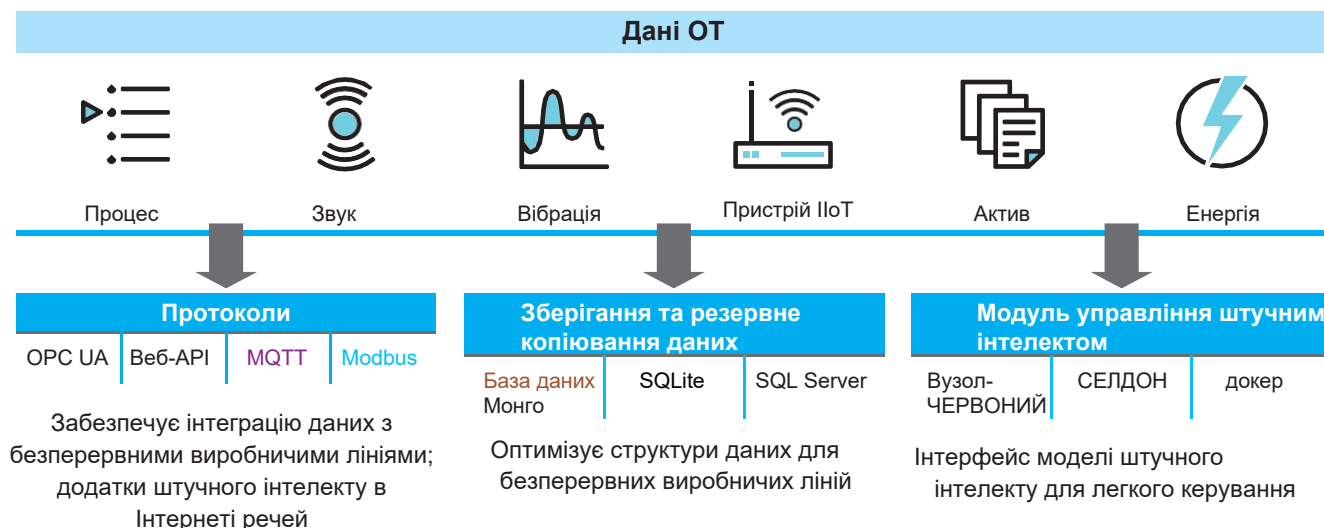 Дані ОТ
Процес
Звук
Вібрація
Пристрій ІІоТ
Актив
Енергія
Протоколи
OPC UA
Веб-API
MQTT
Modbus
Забезпечує інтеграцію даних з
безперервними виробничими лініями;
додатки штучного інтелекту в
Інтернеті речей
Зберігання та резервне
копіювання даних
База даних
Монго
SQLite
SQL Server
Оптимізує структури даних для
безперервних виробничих ліній
Модуль управління штучним
інтелектом
Вузол-
ЧЕРВОНИЙ
СЕЛДОН
докер
Інтерфейс моделі штучного
інтелекту для легкого керування